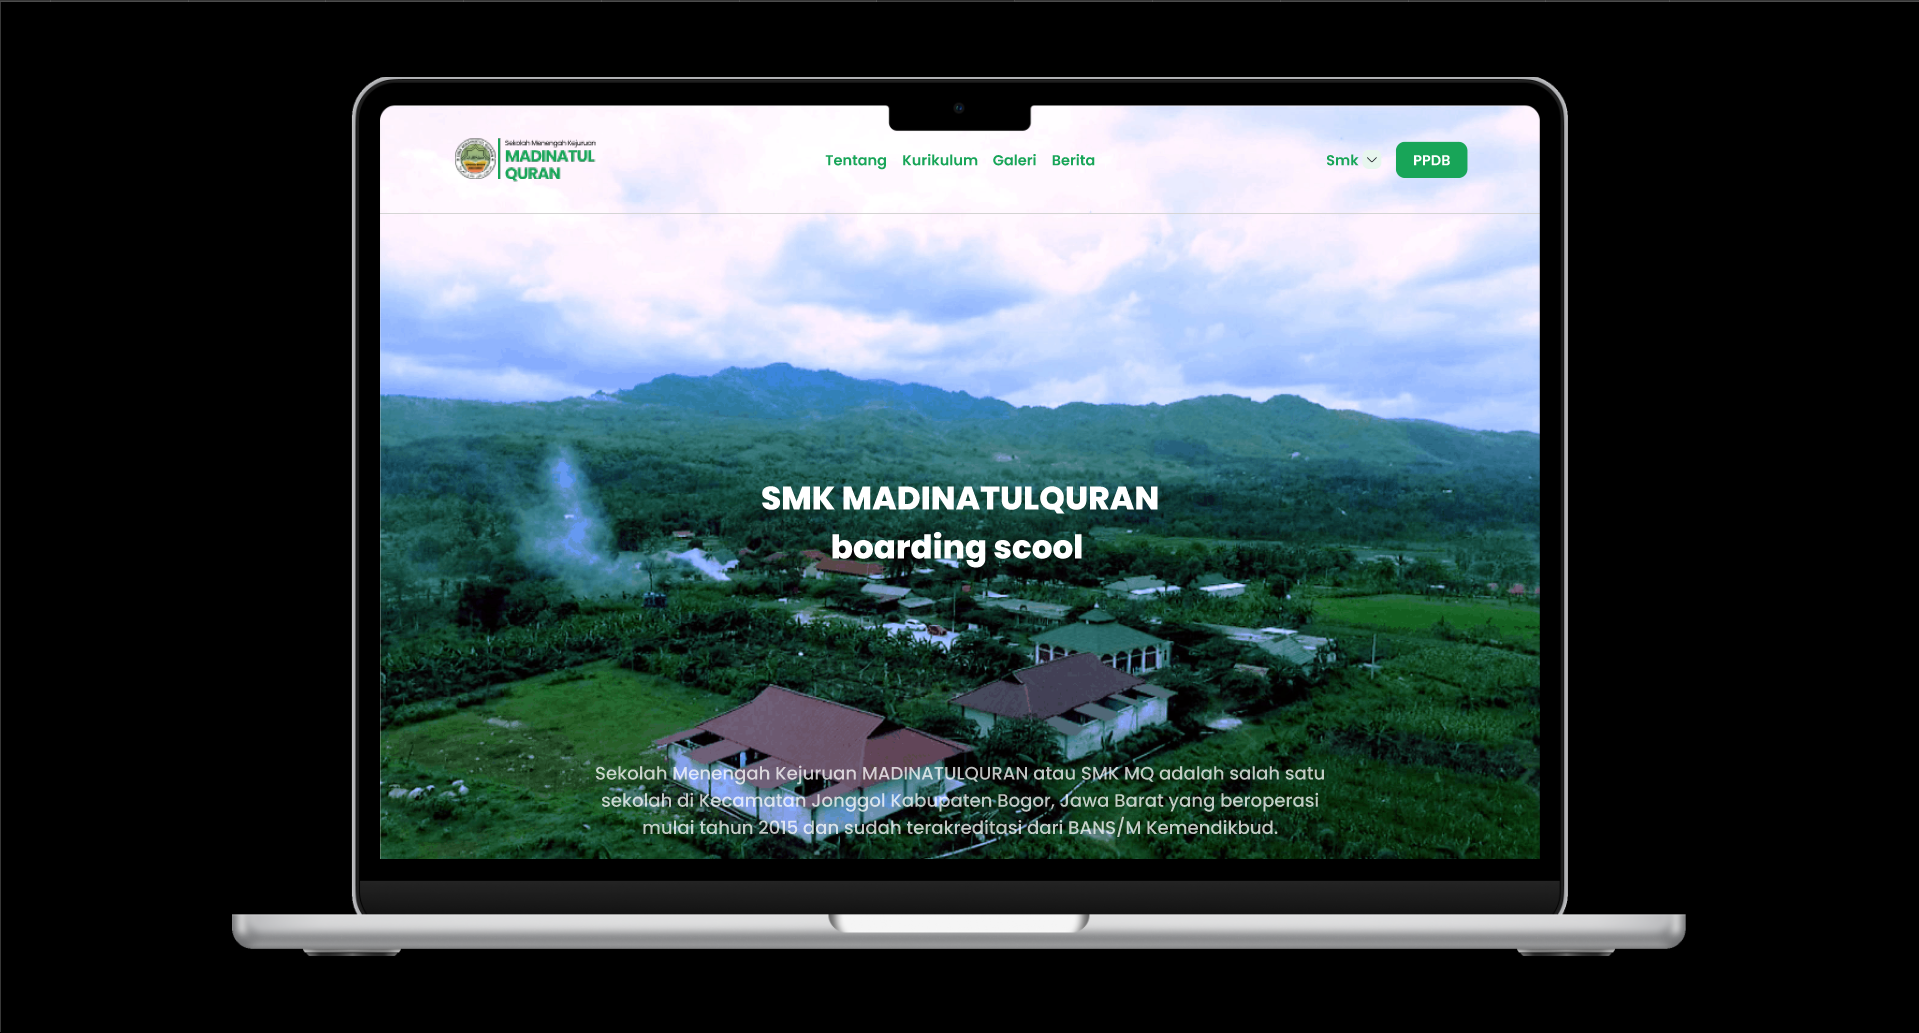 Sekolah Menengah Kejuruan
MADINATUL
QURAN
Tentang Kurikulum Galeri Berita
Smk
PPDB
SMK MADINATULQURAN
boarding scool
Sekolah Menengah Kejuruan MADINATULQURAN atau SMK MQ adalah salah satu
sekolah di Kecamatan Jonggol Kabupaten Bogor, Jawa Barat yang beroperasi
mulai tahun 2015 dan sudah terakreditasi dari BANS/M Kemendikbud.